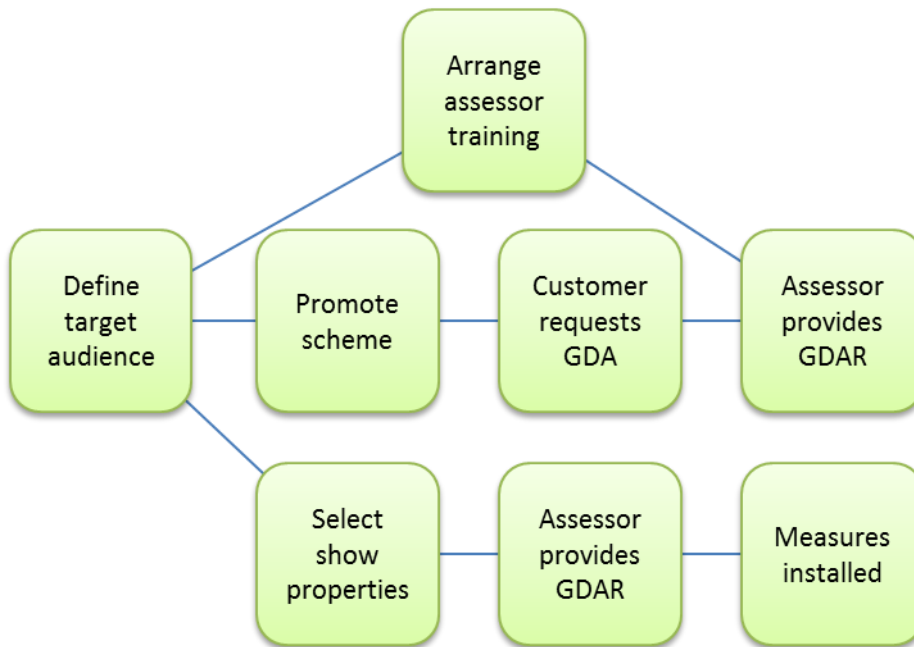 Arrange
assessor
training
Define
target
audience
Promote
scheme
Customer
requests
GDA
Assessor
provides
GDAR
Select
show
properties
Assessor
provides
GDAR
Measures
installed